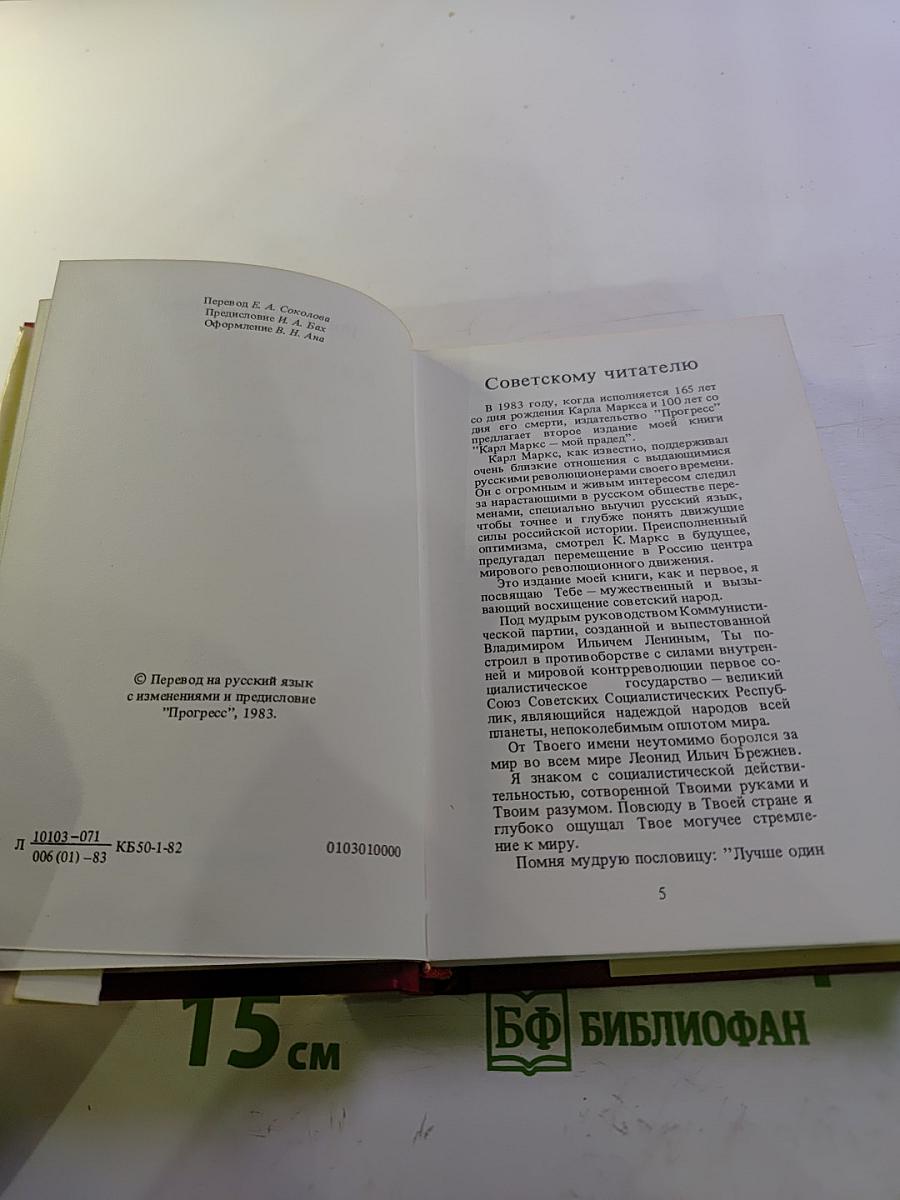 Перевод Е. А. Соколова
Предисловие И. А. Бах
Оформление В. Н. Ана
© Перевод на русский язык
с изменениями и предисловие
"Прогресс", 1983.
Л 10103–071
006 (01) –83 КБ50-1-82
0103010000
Советскому читателю
В 1983 году, когда исполняется 165 лет
со дня рождения Карла Маркса и 100 лет со
дня его смерти, издательство "Прогресс"
предлагает второе издание моей книги
"Карл Маркс – мой прадед".
Карл Маркс, как известно, поддерживал
очень близкие отношения с выдающимися
русскими революционерами своего времени.
Он с огромным и живым интересом следил
за нарастающими в русском обществе пере-
менами, специально выучил русский язык,
чтобы точнее и глубже понять движущие
силы российской истории. Преисполненный
оптимизма, смотрел К. Маркс в будущее,
предугадал перемещение в Россию центра
мирового революционного движения.
Это издание моей книги, как и первое, я
посвящаю Тебе – мужественный и вызы-
вающий восхищение советский народ.
Под мудрым руководством Коммунисти-
ческой партии, созданной и выпестованной
Владимиром Ильичем Лениным, Ты по-
строил в противоборстве с силами внутрен-
ней и мировой контрреволюции первое со-
циалистическое государство – великий
Союз Советских Социалистических Респуб-
лик, являющийся надеждой народов всей
планеты, непоколебимым оплотом мира.
От Твоего имени неутомимо боролся за
мир во всем мире Леонид Ильич Брежнев.
Я знаком с социалистической действи-
тельностью, сотворенной Твоими руками и
Твоим разумом. Повсюду в Твоей стране я
глубоко ощущал Твое могучее стремле-
ние к миру.
Помня мудрую пословицу: "Лучше один
5
15 см
БФ БИБЛИОФАН